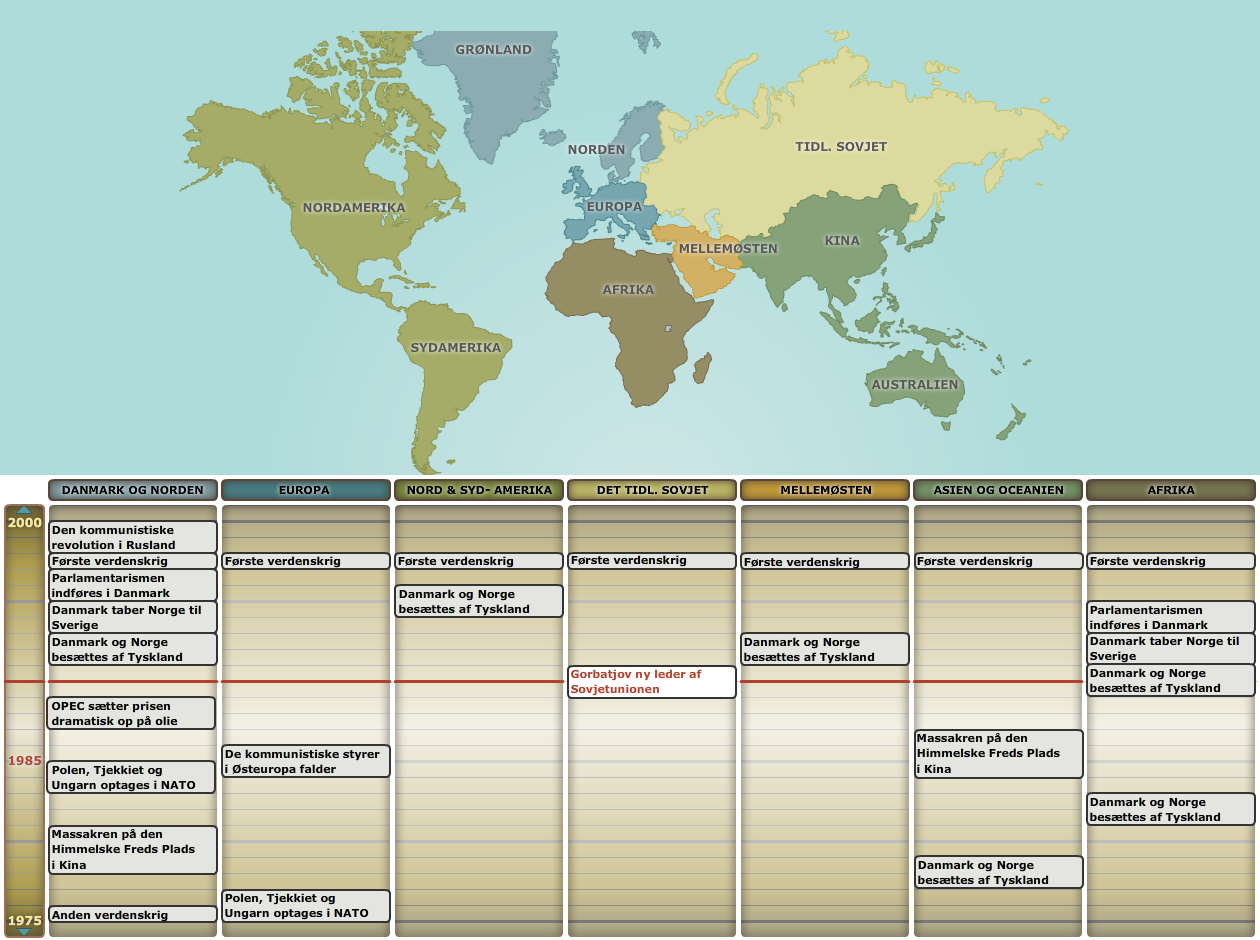 GRØNLAND
NORDEN
TIDL. SOVJET
NORDAMERIKA
EUROPA
KINA
MELLEMØSTEN
AFRIKA
SYDAMERIKA
AUSTRALIEN
DANMARK OG NORDEN
EUROPA
NORD & SYD- AMERIKA
DET TIDL. SOVJET
MELLEMØSTEN
ASIEN OG OCEANIEN
AFRIKA
2000
1985
1975
Den kommunistiske
revolution i Rusland
Første verdenskrig
Parlamentarismen
indføres i Danmark
Danmark taber Norge til
Sverige
Danmark og Norge
besættes af Tyskland
OPEC sætter prisen
dramatisk op på olie
Polen, Tjekkiet og
Ungarn optages i NATO
Massakren på den
Himmelske Freds Plads
i Kina
Anden verdenskrig
Første verdenskrig
De kommunistiske styrer
i Østeuropa falder
Polen, Tjekkiet og
Ungarn optages i NATO
Første verdenskrig
Danmark og Norge
besættes af Tyskland
Første verdenskrig
Gorbatjov ny leder af
Sovjetunionen
Første verdenskrig
Danmark og Norge
besættes af Tyskland
Første verdenskrig
Massakren på den
Himmelske Freds Plads
i Kina
Danmark og Norge
besættes af Tyskland
Første verdenskrig
Parlamentarismen
indføres i Danmark
Danmark taber Norge til
Sverige
Danmark og Norge
besættes af Tyskland
Danmark og Norge
besættes af Tyskland